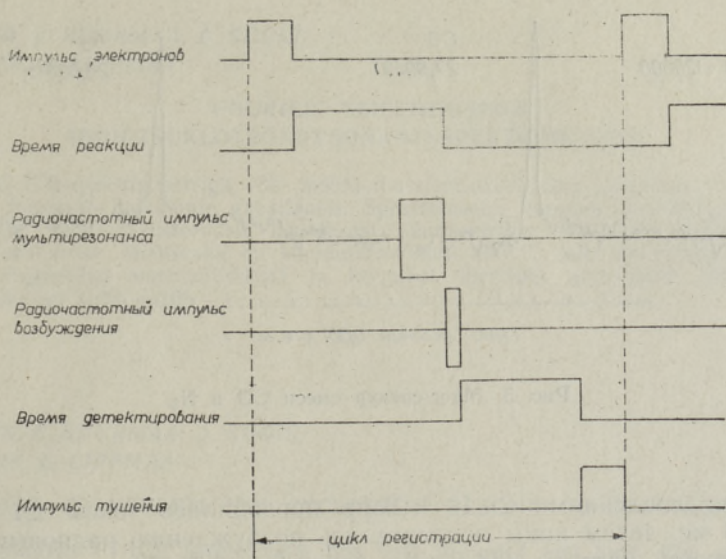 Импульс электронов
Время реакции
Радиочастотный импульс
мультирезонанса
Радиочастотный импульс
возбуждения
Время детектирования
Импульс тушения
цикл регистрации